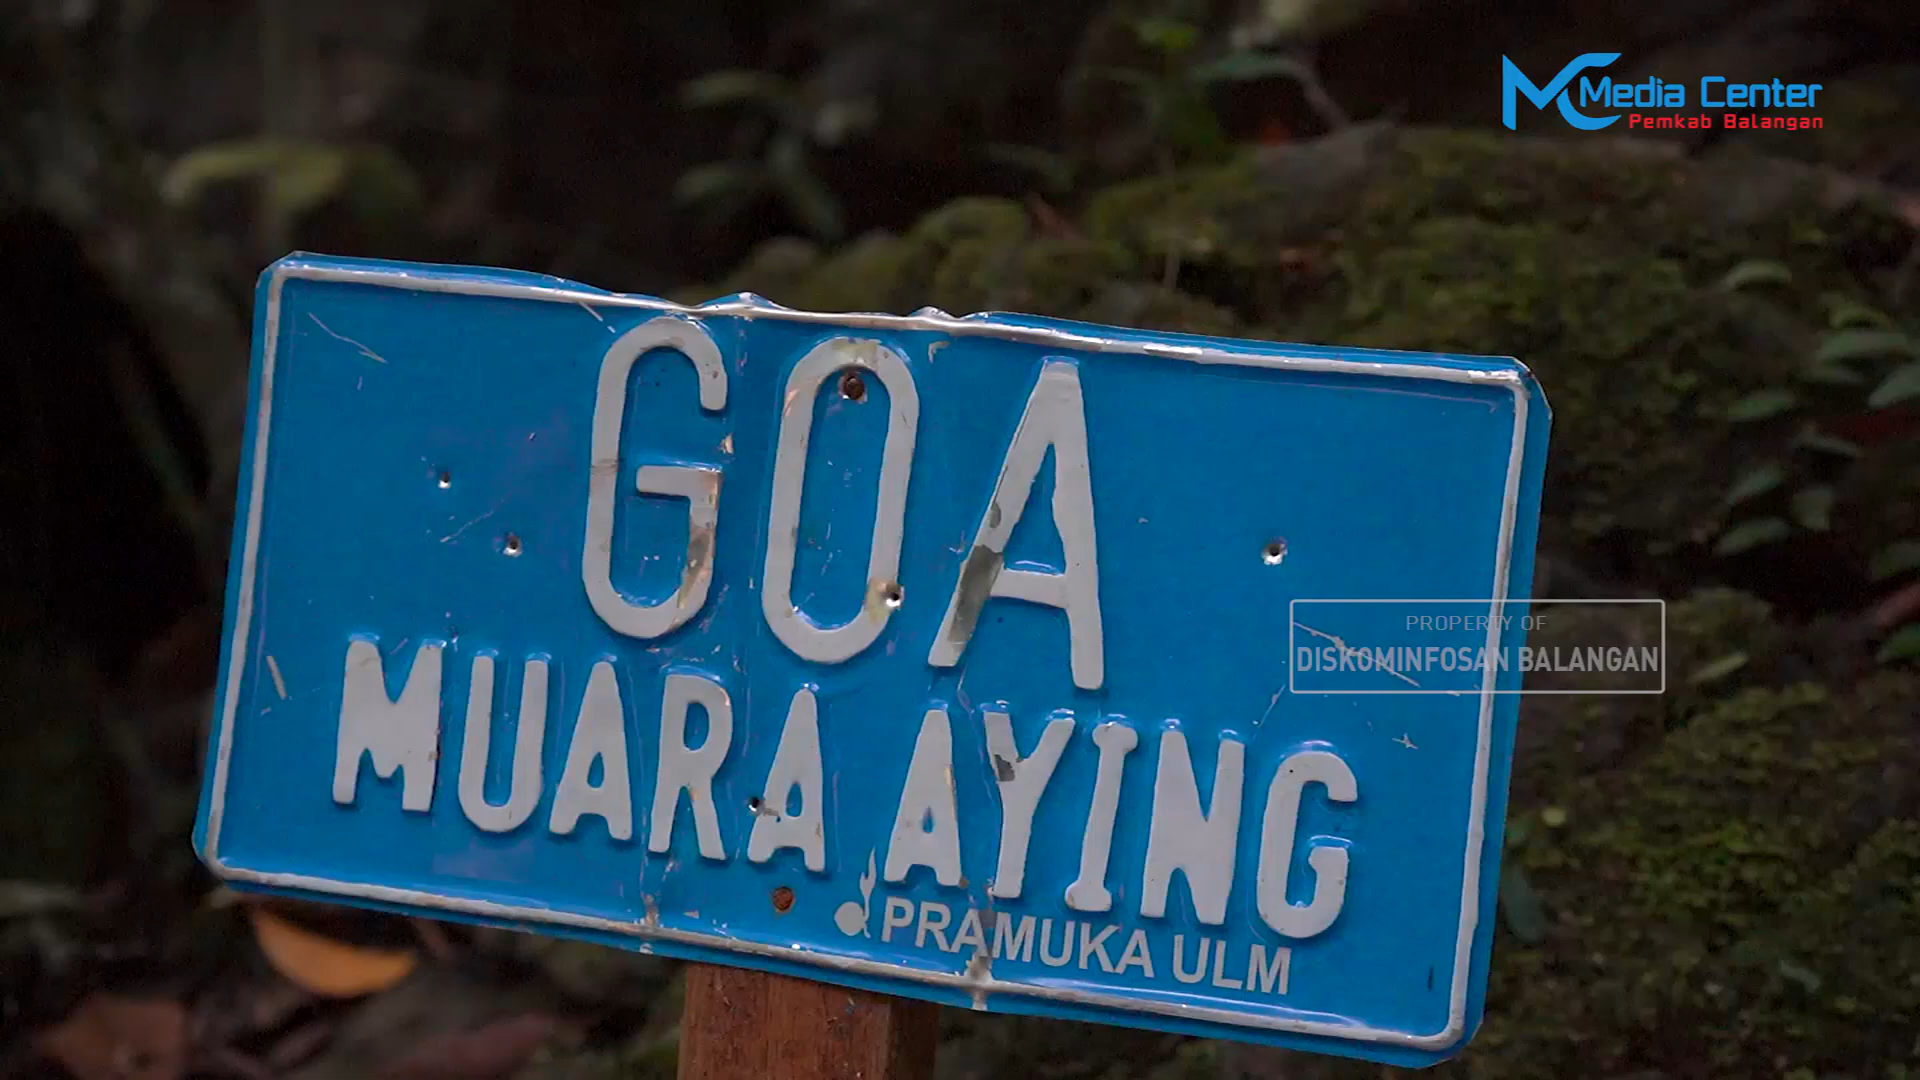 Media Center
Pemkab Balangan
GOA
MUARA AYING
PRAMUKA ULM
PROPERTY OF
DISKOMINFOSAN BALANGAN